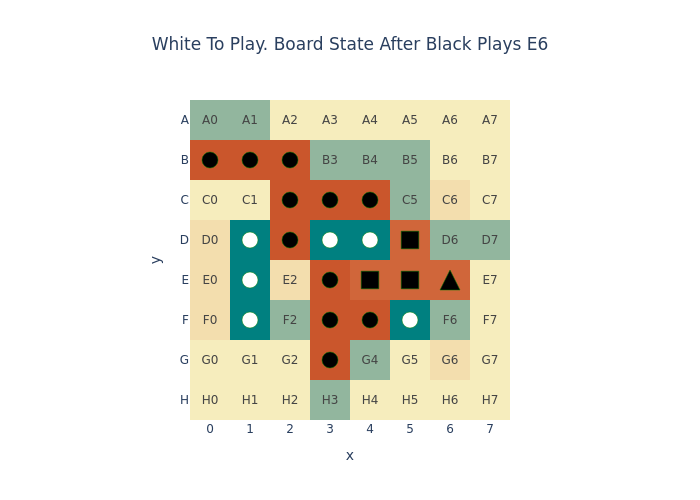 White To Play. Board State After Black Plays E6
A A0 A1 A2 A3 A4 A5 A6 A7
B B3 B4 B5 B6 B7
C C0 C1 C5 C6 C7
D D0 D6 D7
y
E E0 E2 E7
F F0 F2 F6 F7
G G0 G1 G2 G4 G5 G6 G7
H H0 H1 H2 H3 H4 H5 H6 H7
0 1 2 3 4 5 6 7
x